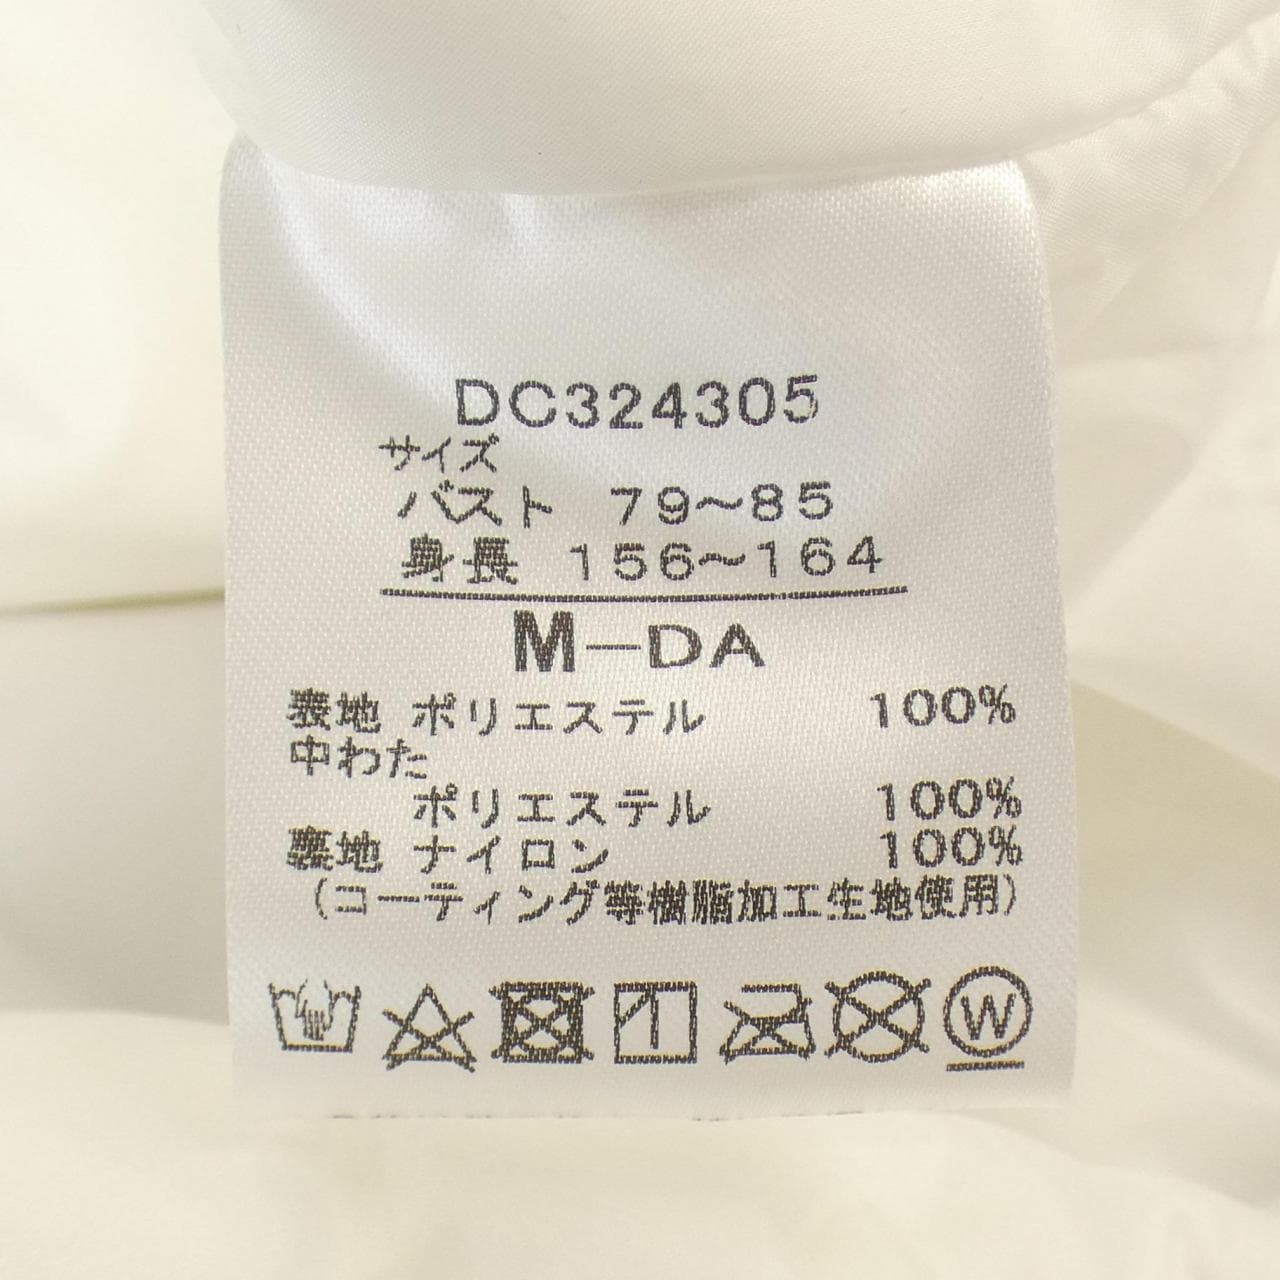 DC324305
サイズ
バスト 79～85
身長 156～164
M-DA
表地 ポリエステル 100%
中わた
ポリエステル 100%
裏地 ナイロン 100%
(コーティング等樹脂加工生地使用)
W